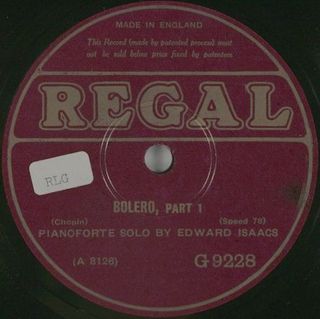 MADE IN ENGLAND
This Record (made by patented process) must
not be sold below price fixed by patentees
REGAL
RLG
BOLERO, PART 1
(Chopin) (Speed 78)
PIANOFORTE SOLO BY EDWARD ISAACS
(A 8126) G 9228